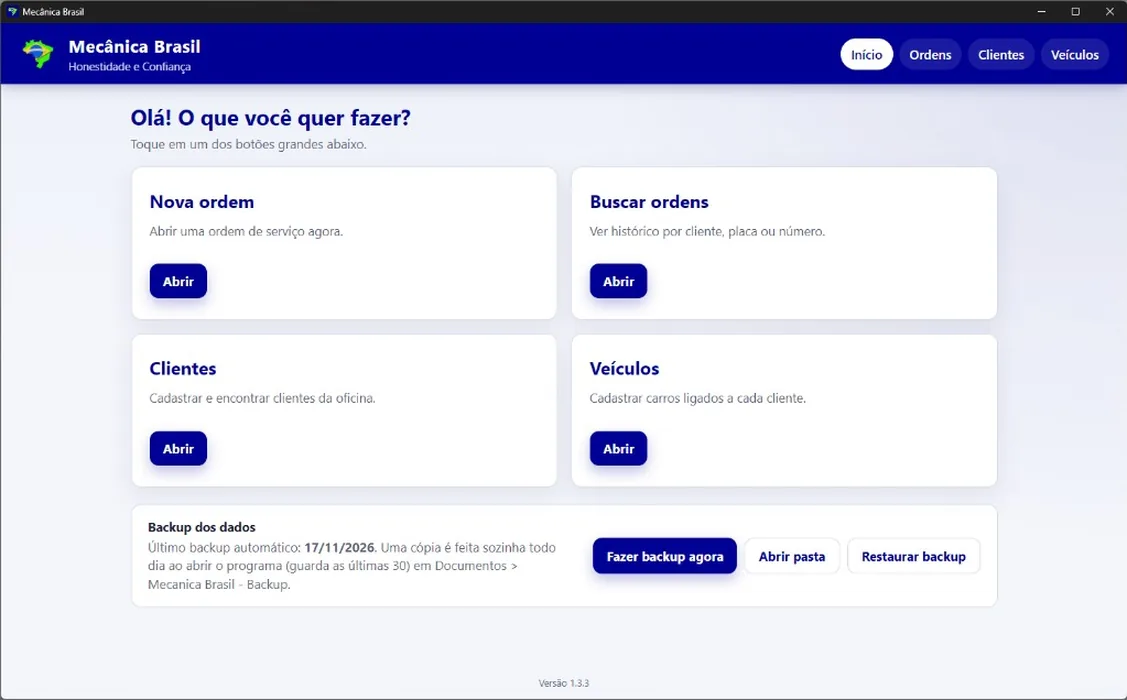 Mecânica Brasil
Mecânica Brasil
Honestidade e Confiança
Início
Ordens
Clientes
Veículos
Olá! O que você quer fazer?
Toque em um dos botões grandes abaixo.
Nova ordem
Abrir uma ordem de serviço agora.
Abrir
Buscar ordens
Ver histórico por cliente, placa ou número.
Abrir
Clientes
Cadastrar e encontrar clientes da oficina.
Abrir
Veículos
Cadastrar carros ligados a cada cliente.
Abrir
Backup dos dados
Último backup automático: 17/11/2026. Uma cópia é feita sozinha todo
dia ao abrir o programa (guarda as últimas 30) em Documentos >
Mecanica Brasil - Backup.
Fazer backup agora
Abrir pasta
Restaurar backup
Versão 1.3.3